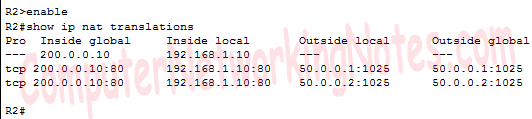 R2>enable
R2#show ip nat translations
Pro  Inside global     Inside local       Outside local      Outside global
---  200.0.0.10        192.168.1.10       ---                ---
tcp 200.0.0.10:80      192.168.1.10:80    50.0.0.1:1025      50.0.0.1:1025
tcp 200.0.0.10:80      192.168.1.10:80    50.0.0.2:1025      50.0.0.2:1025
R2#
ComputerNetworkingNotes.com